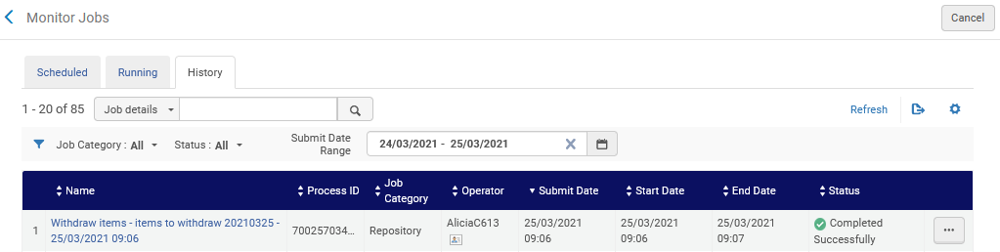 Monitor Jobs
Cancel
Scheduled
Running
History
1 - 20 of 85
Job details
Refresh
Job Category : All
Status : All
Submit Date
Range
24/03/2021 - 25/03/2021
Name
Process ID
Job
Category
Operator
Submit Date
Start Date
End Date
Status
1
Withdraw items - items to withdraw 20210325 -
25/03/2021 09:06
700257034...
Repository
AliciaC613
25/03/2021
09:06
25/03/2021
09:06
25/03/2021
09:07
Completed
Successfully